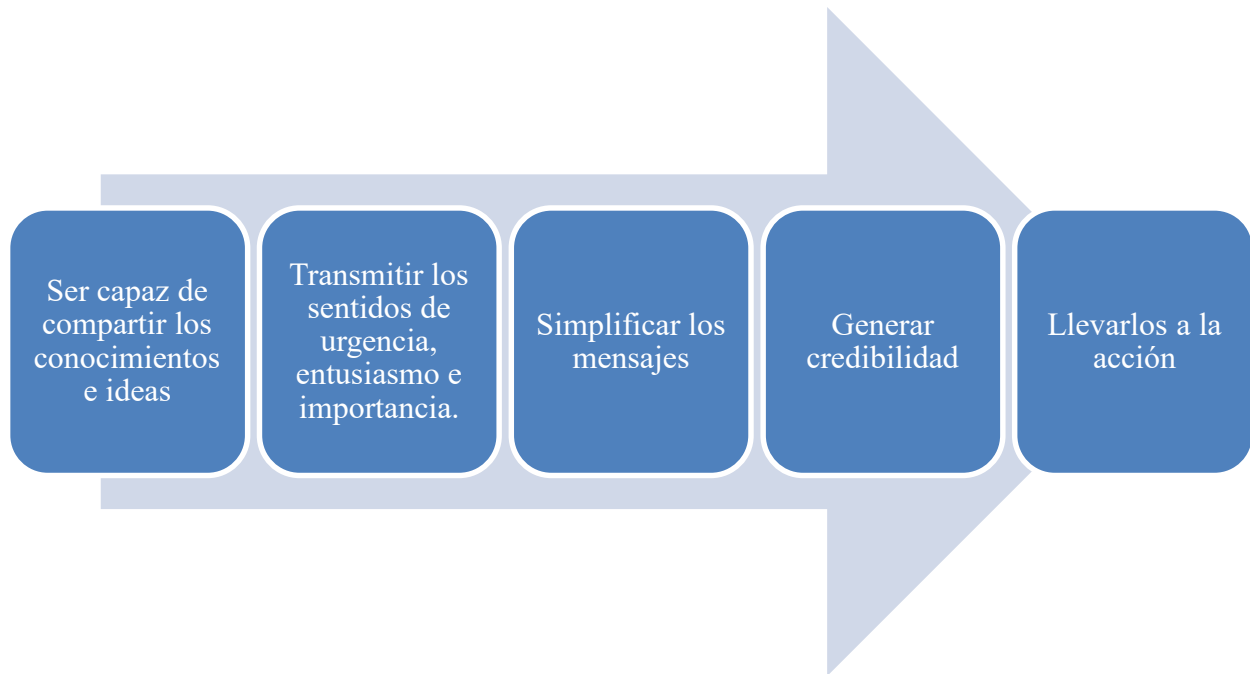 Ser capaz de
compartir los
conocimientos
e ideas
Transmitir los
sentidos de
urgencia,
entusiasmo e
importancia.
Simplificar los
mensajes
Generar
credibilidad
Llevarlos a la
acción